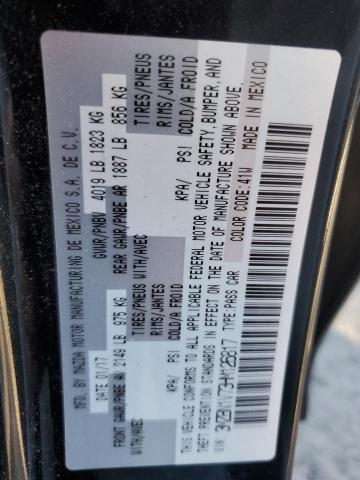 MFD. BY MAZDA MOTOR MANUFACTURING DE MEXICO S.A. DE C.V.
DATE 01/17 GVWR/PNBV 4019 LB 1823 KG
FRONT GAWR/PNBE AV 2149 LB 975 KG REAR GAWR/PNBE AR 1887 LB 856 KG
WITH/AVEC TIRES/PNEUS WITH/AVEC TIRES/PNEUS
RIMS/JANTES RIMS/JANTES
KPA/ PSI COLD/A FROID KPA/ PSI COLD/A FROID
THIS VEHICLE CONFORMS TO ALL APPLICABLE FEDERAL MOTOR VEHICLE SAFETY, BUMPER, AND
THEFT PREVENTION STANDARDS IN EFFECT ON THE DATE OF MANUFACTURE SHOWN ABOVE.
VIN: TYPE:PASS CAR COLOR CODE:41W MADE IN MEXICO